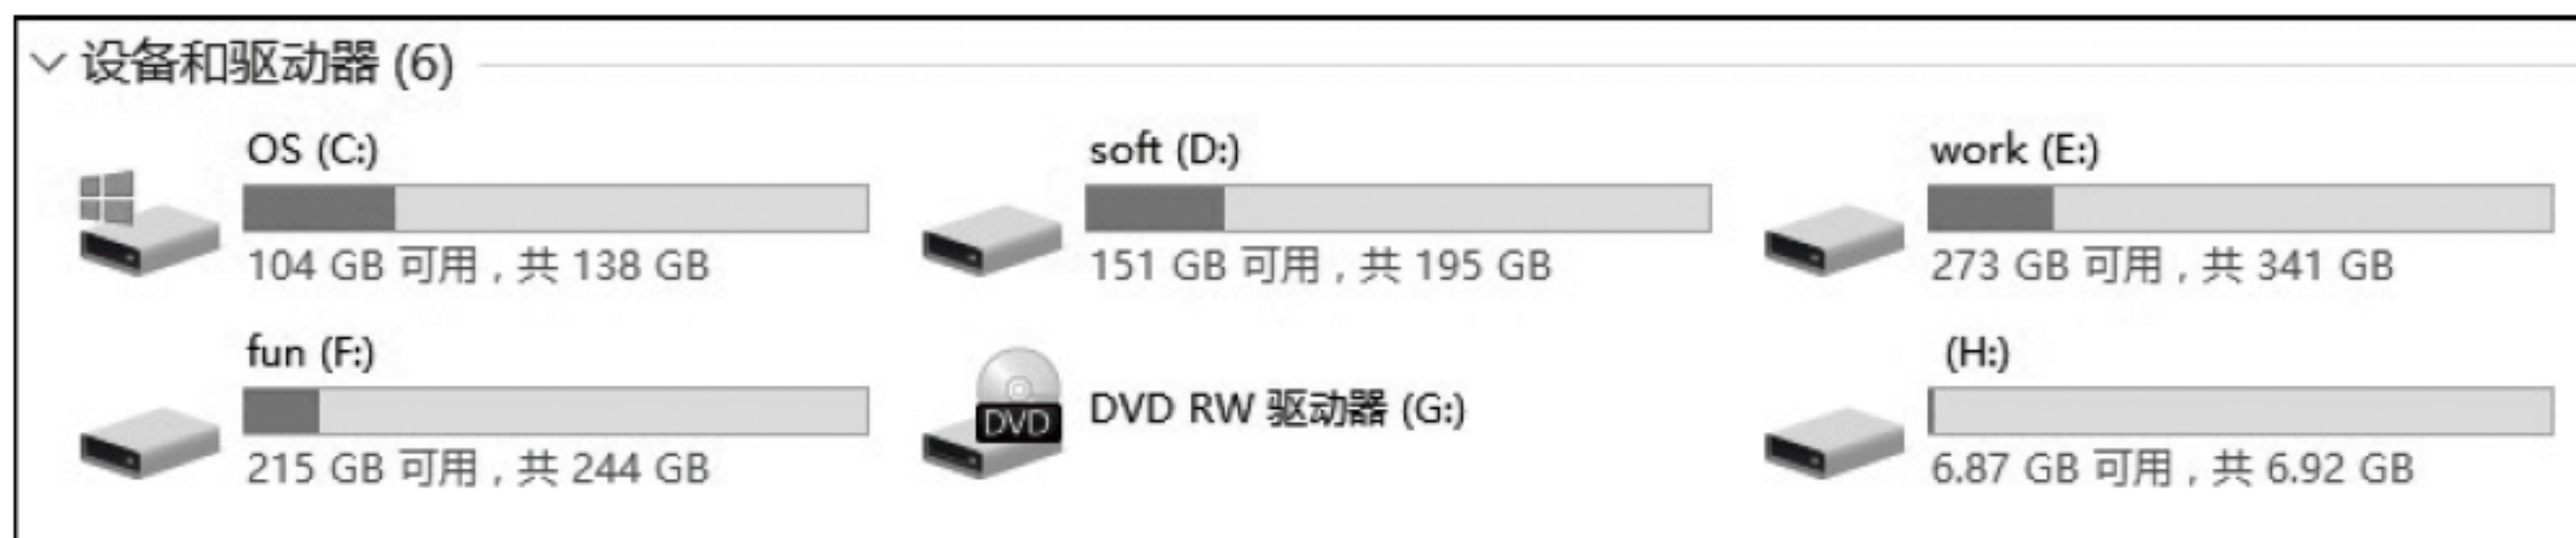 设备和驱动器 (6)
OS (C:)
104 GB 可用，共 138 GB
soft (D:)
151 GB 可用，共 195 GB
work (E:)
273 GB 可用，共 341 GB
fun (F:)
215 GB 可用，共 244 GB
DVD
DVD RW 驱动器 (G:)
(H:)
6.87 GB 可用，共 6.92 GB